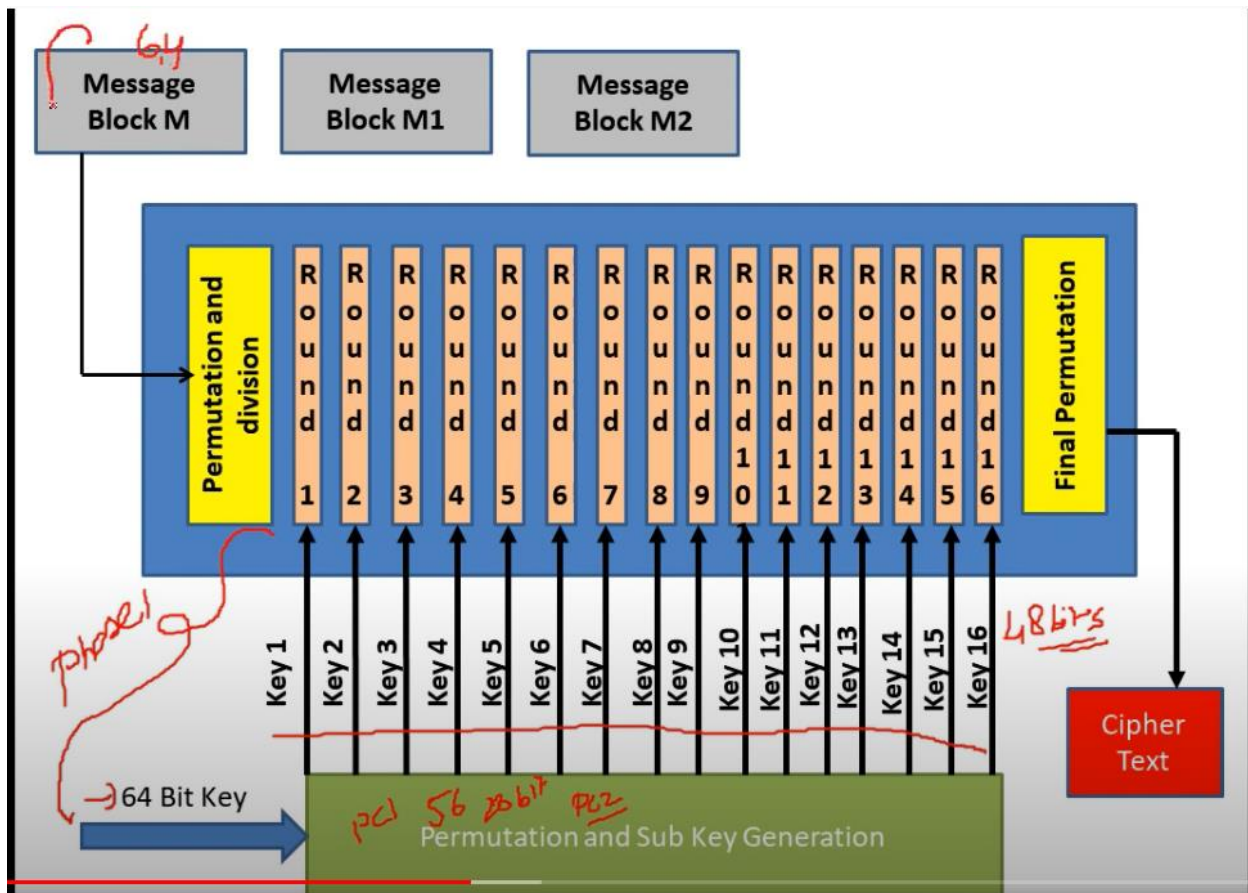 64
Message Block M
Message Block M1
Message Block M2
Permutation and division
Round 1
Round 2
Round 3
Round 4
Round 5
Round 6
Round 7
Round 8
Round 9
Round 10
Round 11
Round 12
Round 13
Round 14
Round 15
Round 16
Final Permutation
phase1
Key 1
Key 2
Key 3
Key 4
Key 5
Key 6
Key 7
Key 8
Key 9
Key 10
Key 11
Key 12
Key 13
Key 14
Key 15
Key 16
48 bits
Cipher
Text
64 Bit Key
pc1 56 28 bit pc2
Permutation and Sub Key Generation